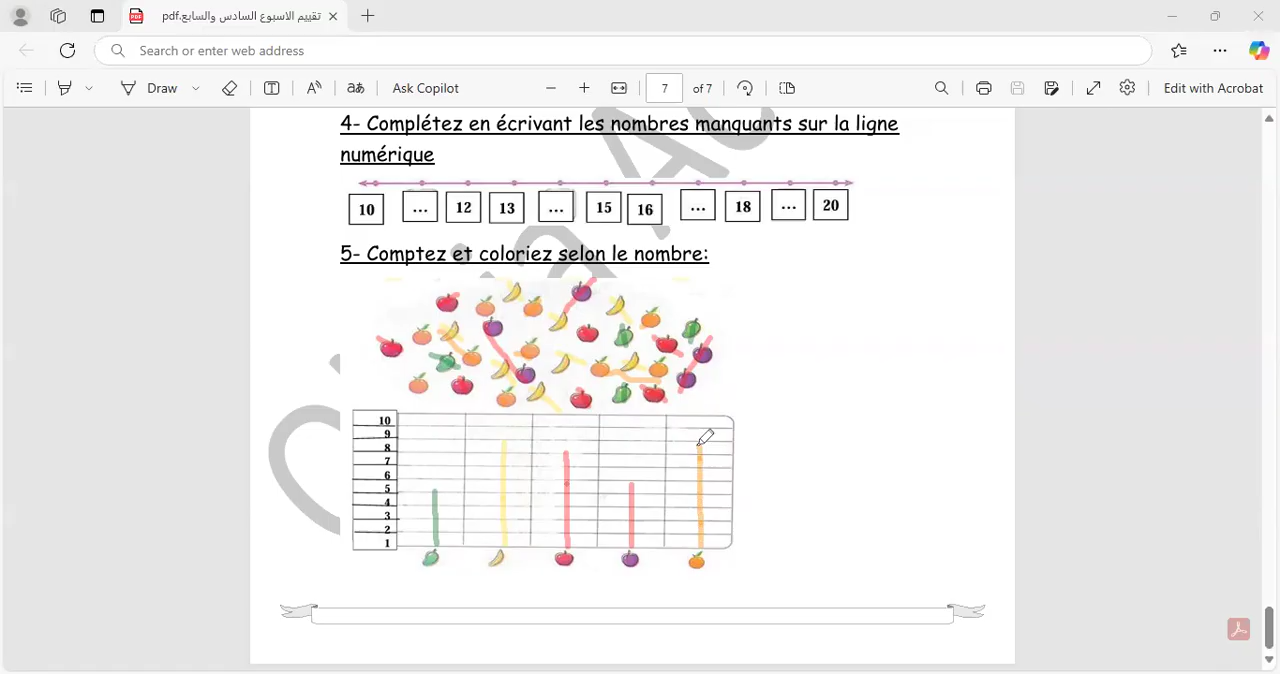 تقييم الاسبوع السادس والسابع.pdf
Search or enter web address
Draw
Ask Copilot
7 of 7
Edit with Acrobat
4- Complétez en écrivant les nombres manquants sur la ligne
numérique
10 ... 12 13 ... 15 16 ... 18 ... 20
5- Comptez et coloriez selon le nombre:
10
9
8
7
6
5
4
3
2
1